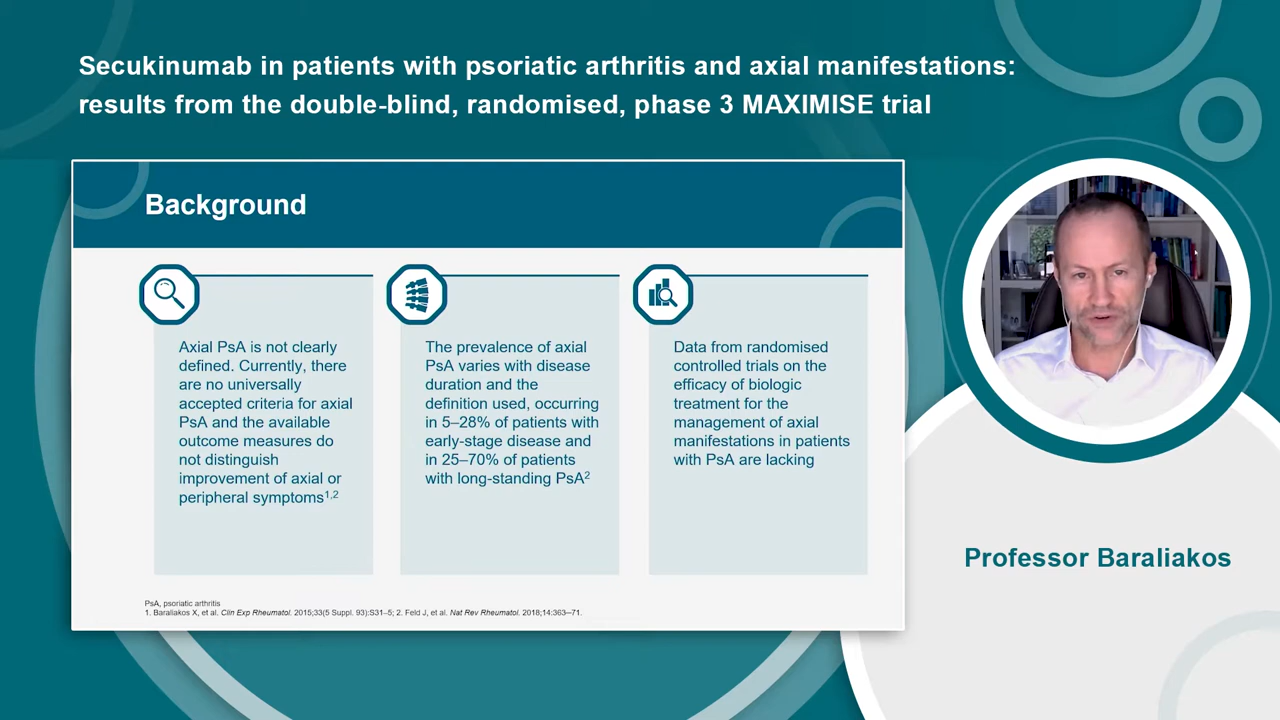 Secukinumab in patients with psoriatic arthritis and axial manifestations:
results from the double-blind, randomised, phase 3 MAXIMISE trial
Background
Axial PsA is not clearly
defined. Currently, there
are no universally
accepted criteria for axial
PsA and the available
outcome measures do
not distinguish
improvement of axial or
peripheral symptoms1,2
The prevalence of axial
PsA varies with disease
duration and the
definition used, occurring
in 5–28% of patients with
early-stage disease and
in 25–70% of patients
with long-standing PsA2
Data from randomised
controlled trials on the
efficacy of biologic
treatment for the
management of axial
manifestations in patients
with PsA are lacking
PsA, psoriatic arthritis
1. Baraliakos X, et al. Clin Exp Rheumatol. 2015;33(5 Suppl. 93):S31–5; 2. Feld J, et al. Nat Rev Rheumatol. 2018;14:363–71.
Professor Baraliakos